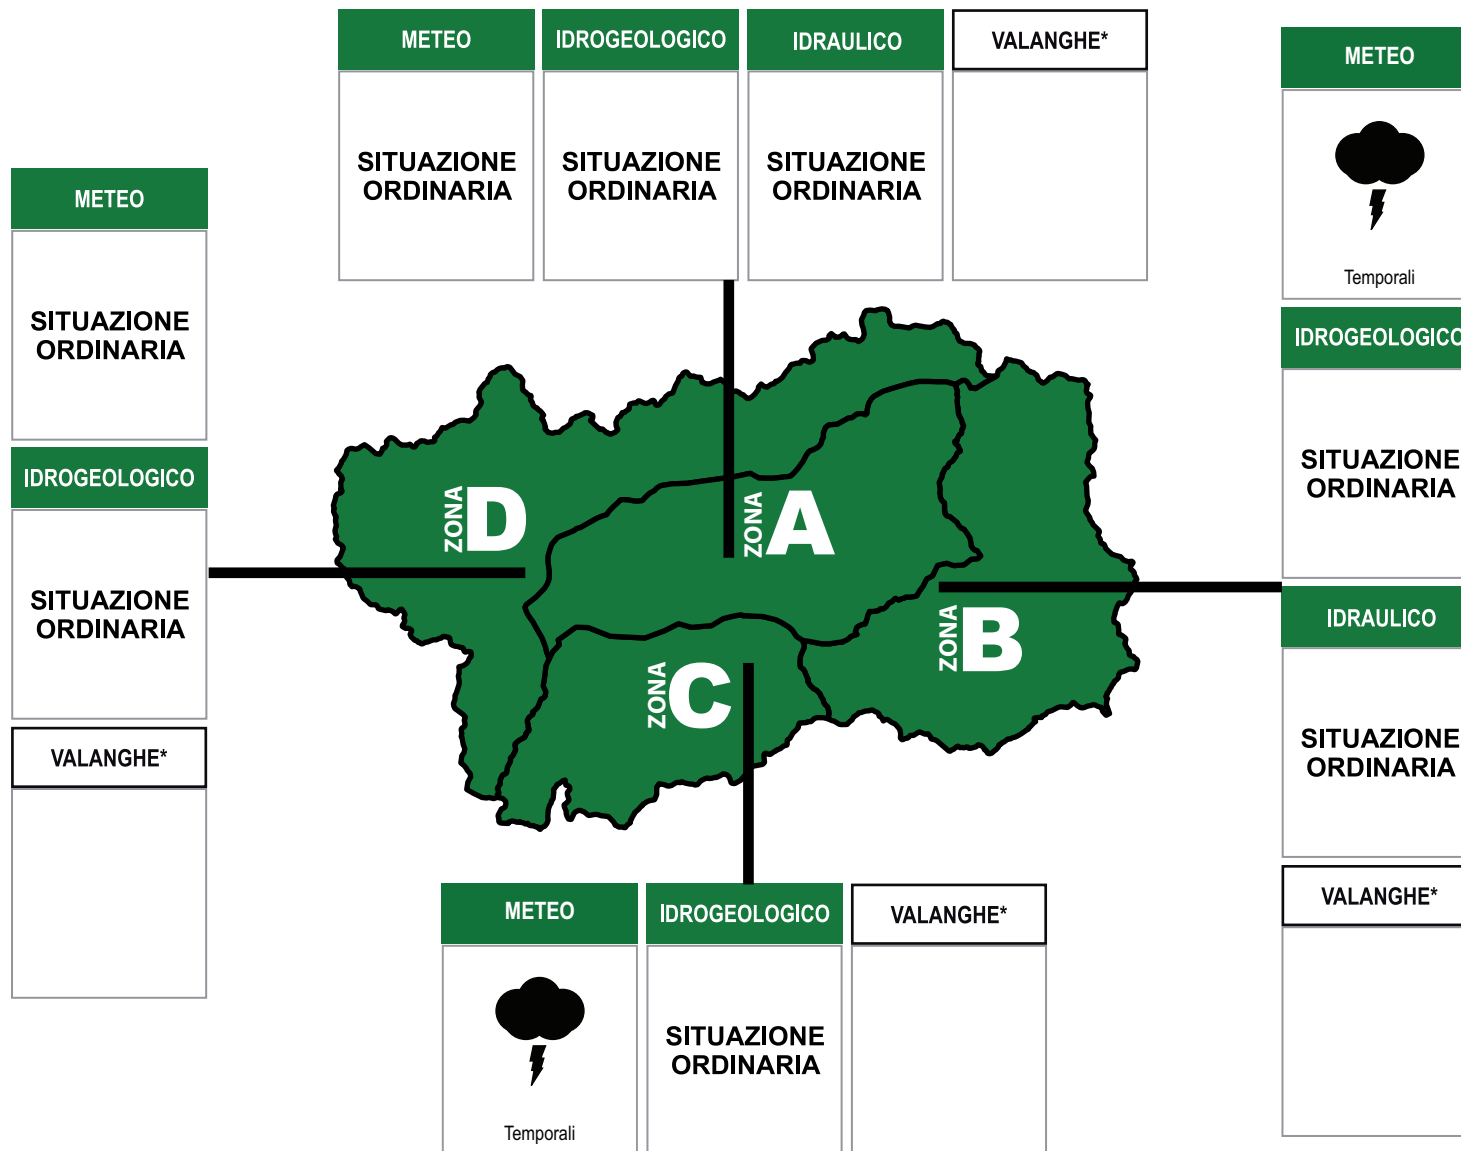 METEO
IDROGEOLOGICO
IDRAULICO
VALANGHE*
SITUAZIONE
ORDINARIA
SITUAZIONE
ORDINARIA
SITUAZIONE
ORDINARIA
METEO
SITUAZIONE
ORDINARIA
IDROGEOLOGICO
SITUAZIONE
ORDINARIA
VALANGHE*
METEO
Temporali
IDROGEOLOGICO
SITUAZIONE
ORDINARIA
IDRAULICO
SITUAZIONE
ORDINARIA
VALANGHE*
ZONA D
ZONA A
ZONA B
ZONA C
METEO
IDROGEOLOGICO
VALANGHE*
Temporali
SITUAZIONE
ORDINARIA